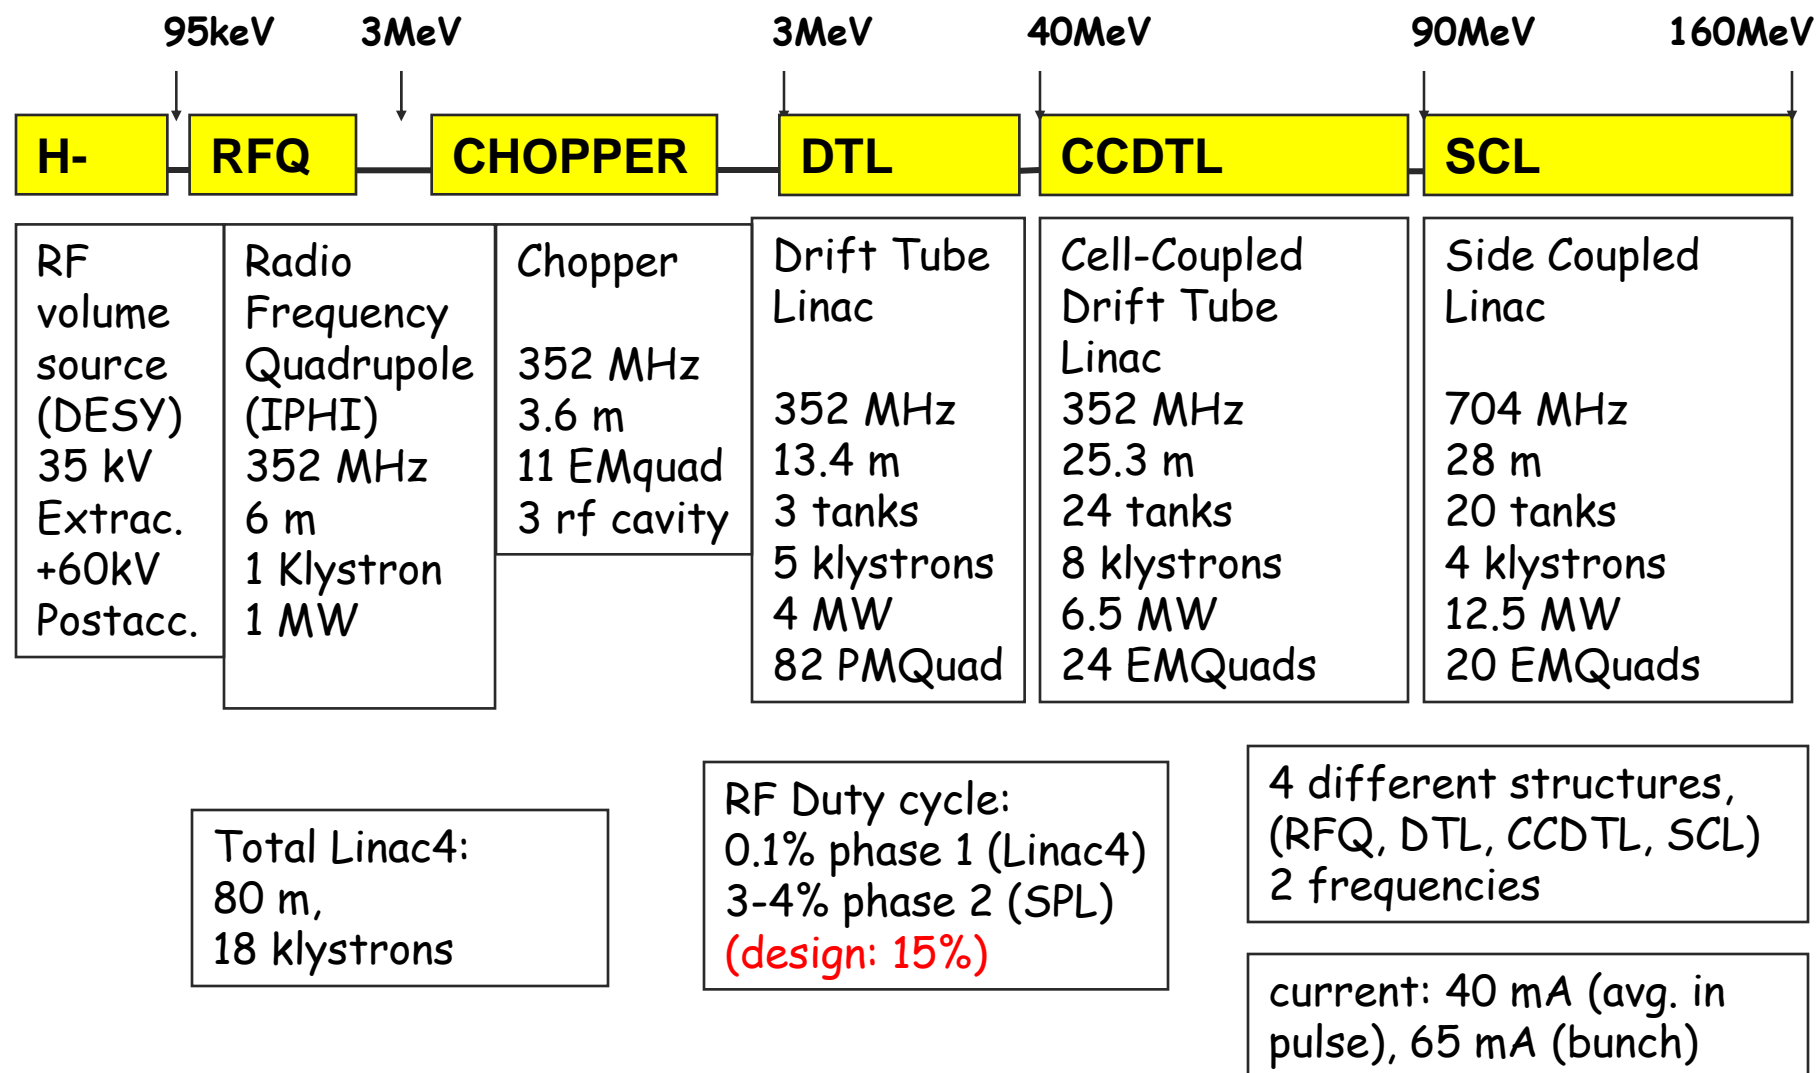 95keV 3MeV 3MeV 40MeV 90MeV 160MeV
H- RFQ CHOPPER DTL CCDTL SCL
RF
volume
source
(DESY)
35 kV
Extrac.
+60kV
Postacc.
Radio
Frequency
Quadrupole
(IPHI)
352 MHz
6 m
1 Klystron
1 MW
Chopper
352 MHz
3.6 m
11 EMquad
3 rf cavity
Drift Tube
Linac
352 MHz
13.4 m
3 tanks
5 klystrons
4 MW
82 PMQuad
Cell-Coupled
Drift Tube
Linac
352 MHz
25.3 m
24 tanks
8 klystrons
6.5 MW
24 EMQuads
Side Coupled
Linac
704 MHz
28 m
20 tanks
4 klystrons
12.5 MW
20 EMQuads
Total Linac4:
80 m,
18 klystrons
RF Duty cycle:
0.1% phase 1 (Linac4)
3-4% phase 2 (SPL)
(design: 15%)
4 different structures,
(RFQ, DTL, CCDTL, SCL)
2 frequencies
current: 40 mA (avg. in
pulse), 65 mA (bunch)